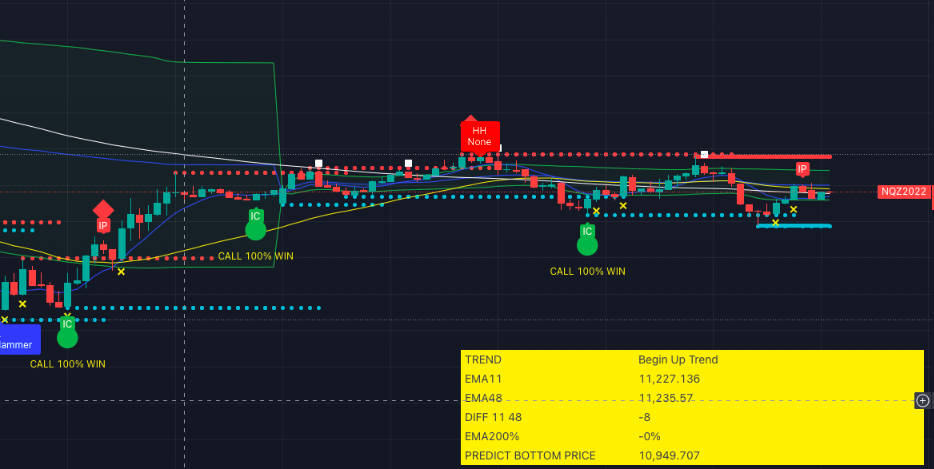 HH
None
IP
NQZ2022
IP
IC
CALL 100% WIN
IC
CALL 100% WIN
IC
Hammer
CALL 100% WIN
TREND Begin Up Trend
EMA11 11,227.136
EMA48 11,235.57
DIFF 11 48 -8
EMA200% -0%
PREDICT BOTTOM PRICE 10,949.707